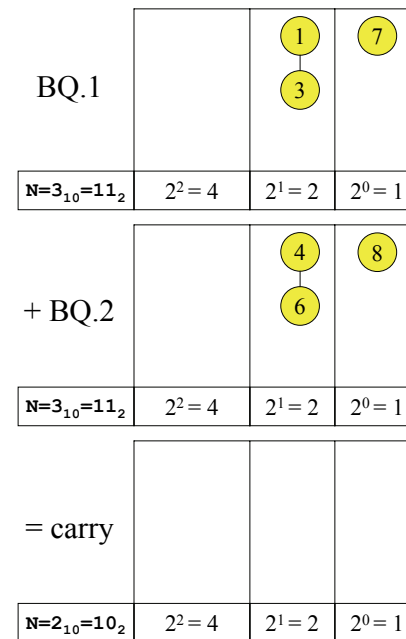 1 7
BQ.1
3
N=3₁₀=11₂ 2² = 4 2¹ = 2 2⁰ = 1
4 8
+ BQ.2
6
N=3₁₀=11₂ 2² = 4 2¹ = 2 2⁰ = 1
= carry
N=2₁₀=10₂ 2² = 4 2¹ = 2 2⁰ = 1